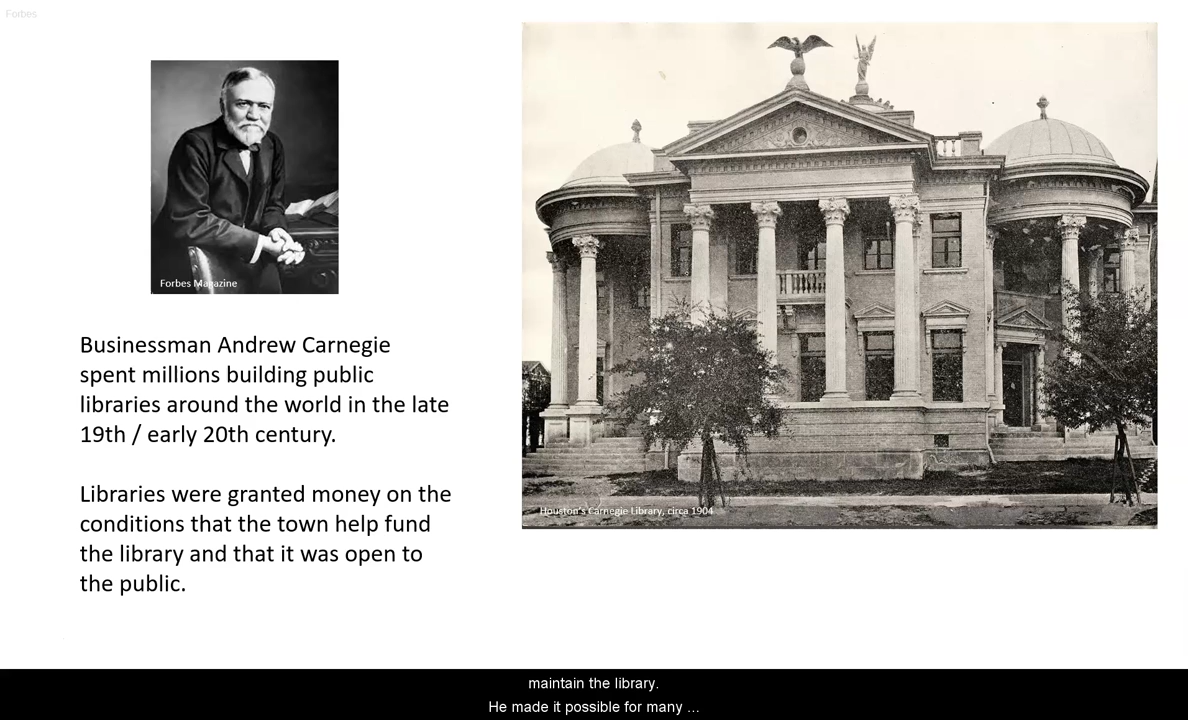 Forbes
Forbes Magazine
Businessman Andrew Carnegie
spent millions building public
libraries around the world in the late
19th / early 20th century.
Libraries were granted money on the
conditions that the town help fund
the library and that it was open to
the public.
Houston's Carnegie Library, circa 1904
maintain the library.
He made it possible for many ...